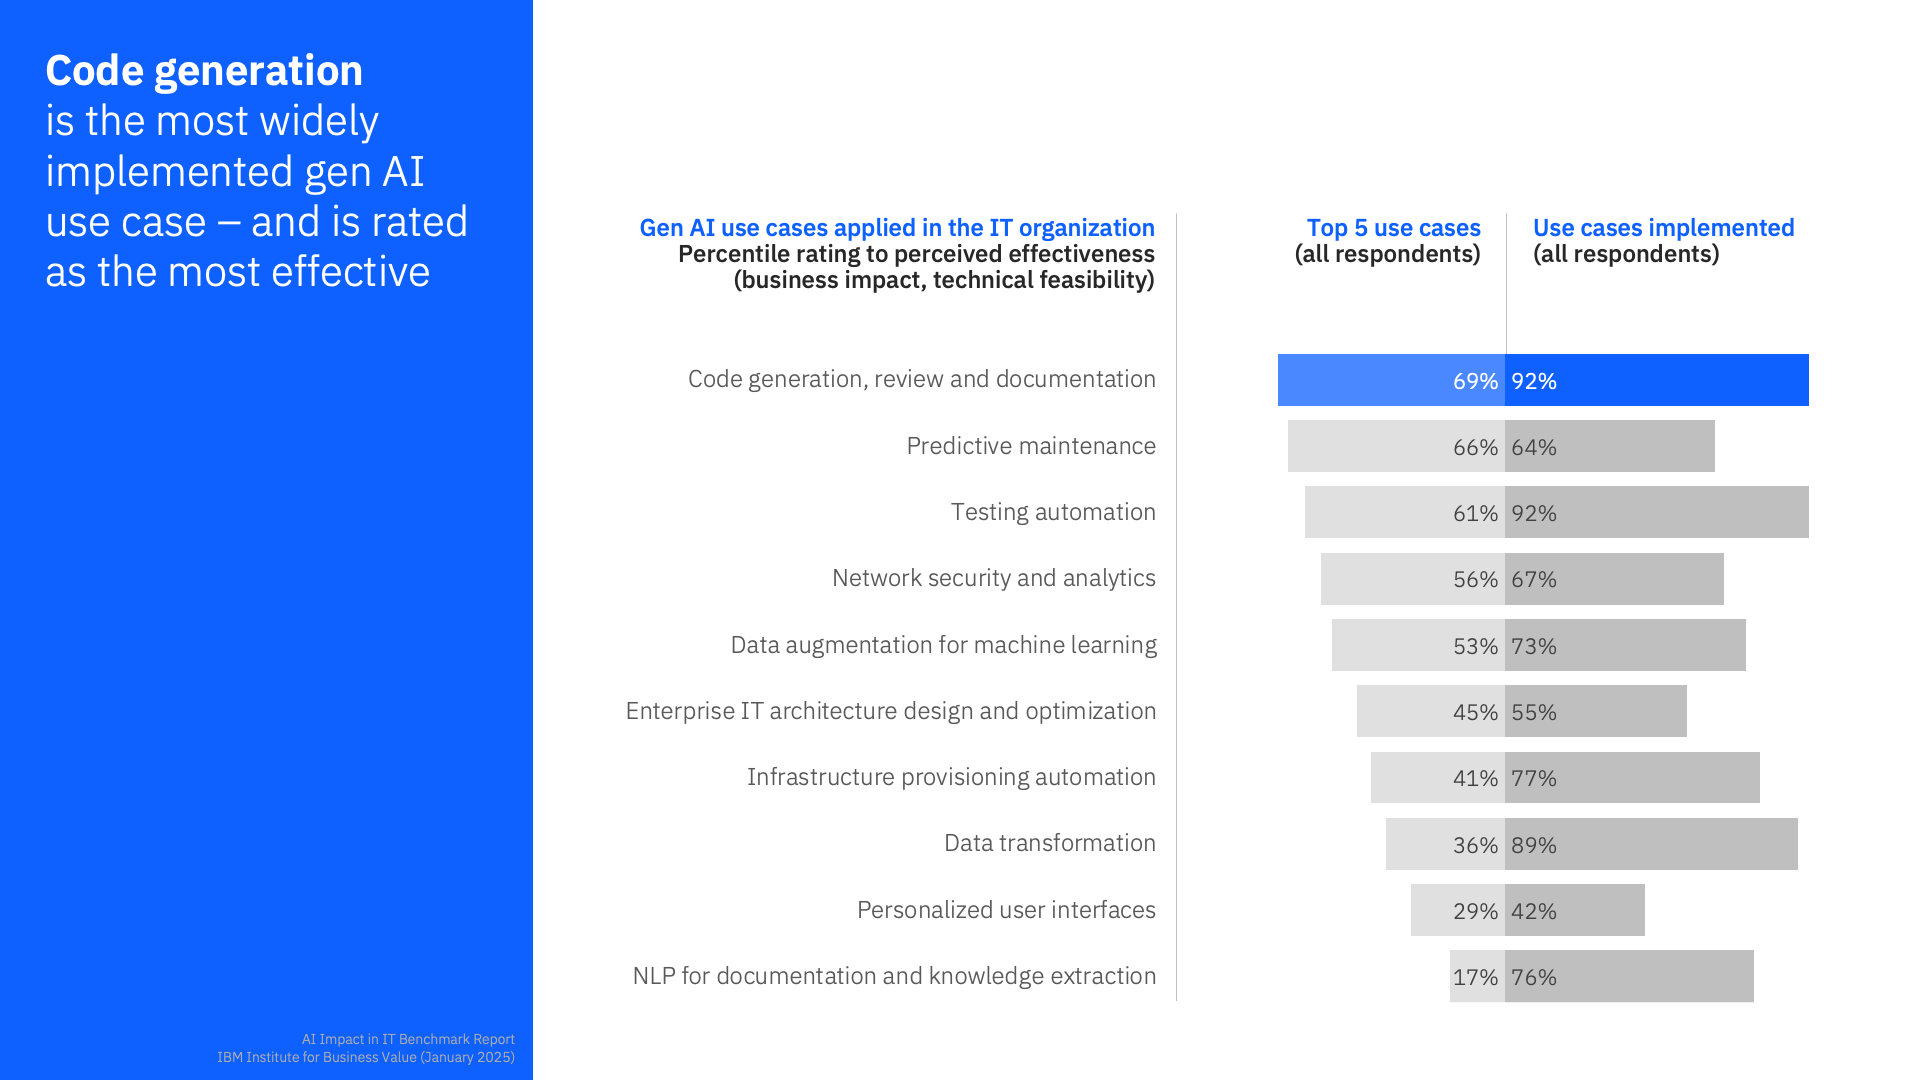 Code generation
is the most widely
implemented gen AI
use case – and is rated
as the most effective
AI Impact in IT Benchmark Report
IBM Institute for Business Value (January 2025)
Gen AI use cases applied in the IT organization
Percentile rating to perceived effectiveness
(business impact, technical feasibility)
Top 5 use cases
(all respondents)
Use cases implemented
(all respondents)
Code generation, review and documentation 69% 92%
Predictive maintenance 66% 64%
Testing automation 61% 92%
Network security and analytics 56% 67%
Data augmentation for machine learning 53% 73%
Enterprise IT architecture design and optimization 45% 55%
Infrastructure provisioning automation 41% 77%
Data transformation 36% 89%
Personalized user interfaces 29% 42%
NLP for documentation and knowledge extraction 17% 76%